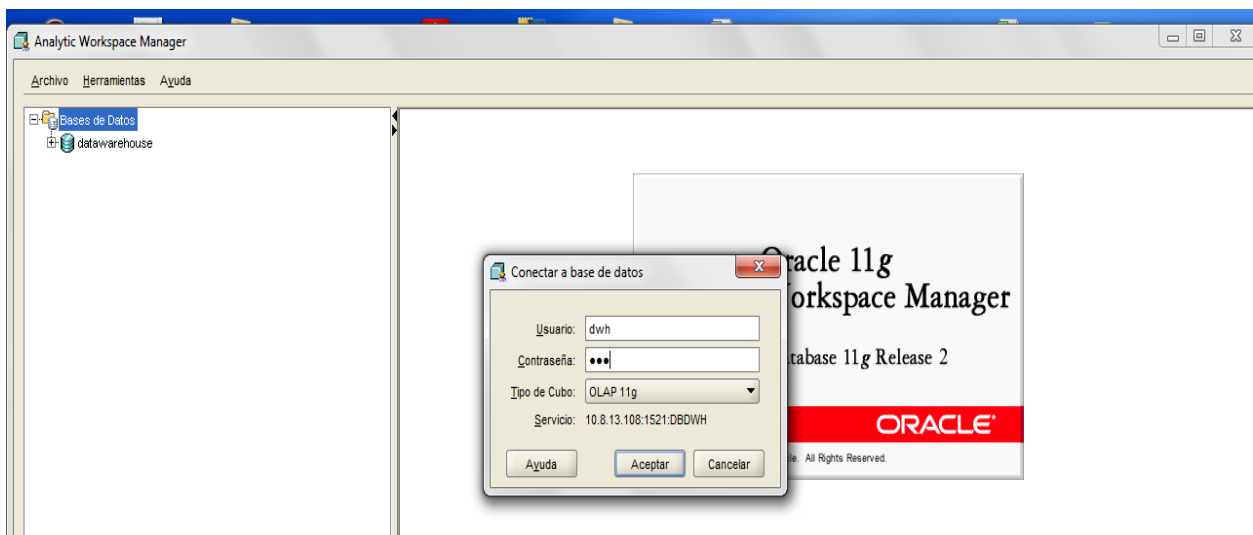 Analytic Workspace Manager
Archivo Herramientas Ayuda
Bases de Datos
datawarehouse
racle 11g
orkspace Manager
tabase 11g Release 2
ORACLE
le. All Rights Reserved.
Conectar a base de datos
Usuario: dwh
Contraseña: •••
Tipo de Cubo: OLAP 11g
Servicio: 10.8.13.108:1521:DBDWH
Ayuda Aceptar Cancelar